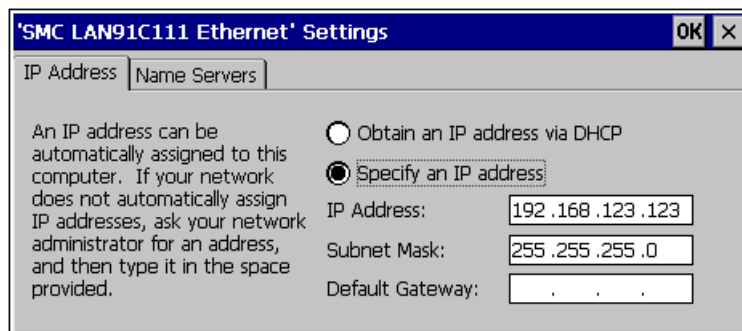 'SMC LAN91C111 Ethernet' Settings OK ×
IP Address Name Servers
An IP address can be
automatically assigned to this
computer. If your network
does not automatically assign
IP addresses, ask your network
administrator for an address,
and then type it in the space
provided.
Obtain an IP address via DHCP
Specify an IP address
IP Address: 192.168.123.123
Subnet Mask: 255.255.255.0
Default Gateway: . . .